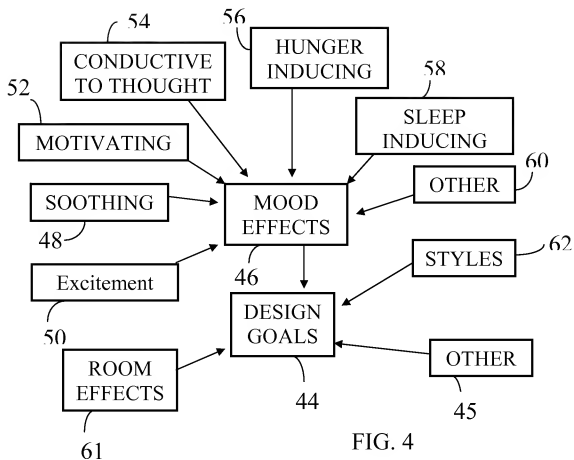 54
56
CONDUCTIVE
TO THOUGHT
HUNGER
INDUCING
52
58
MOTIVATING
SLEEP
INDUCING
SOOTHING
48
MOOD
EFFECTS
46
OTHER
60
Excitement
50
STYLES
62
DESIGN
GOALS
44
ROOM
EFFECTS
61
OTHER
45
FIG. 4